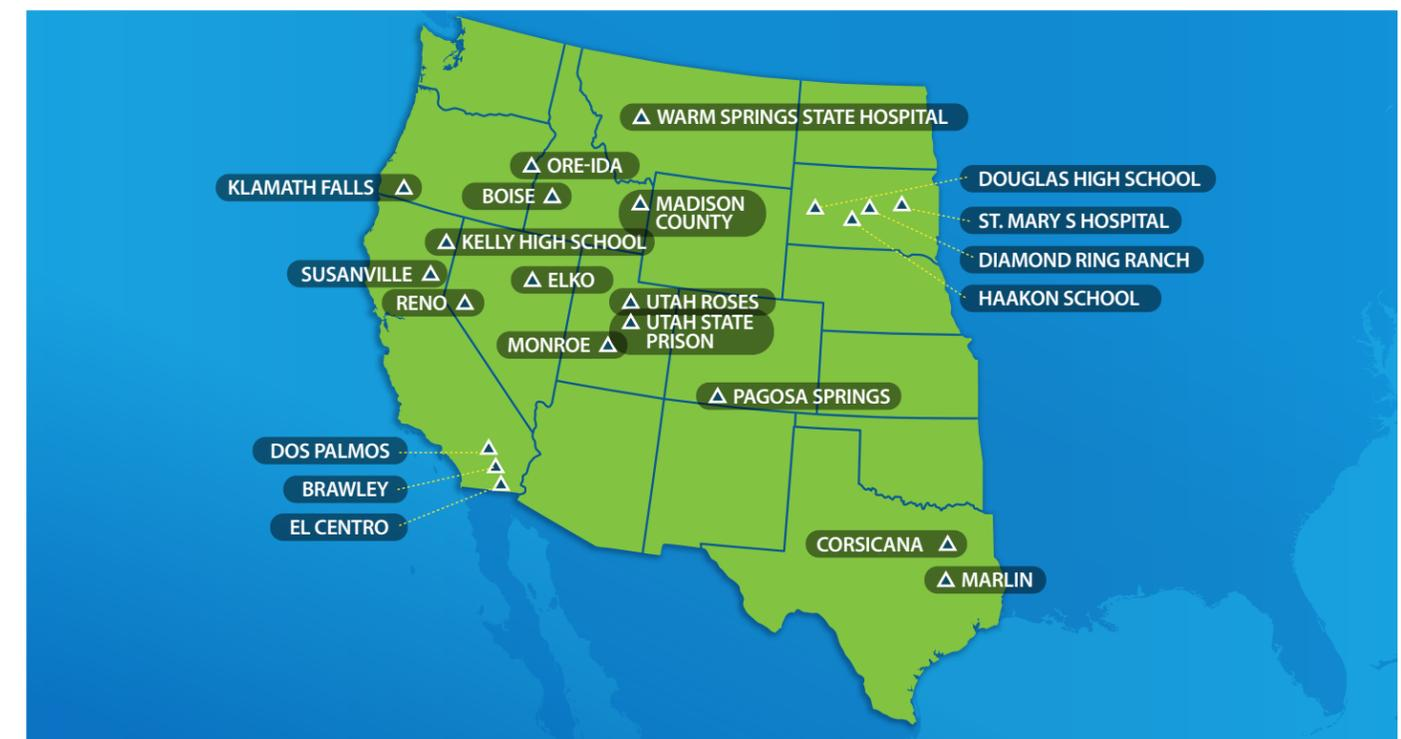 WARM SPRINGS STATE HOSPITAL
ORE-IDA
DOUGLAS HIGH SCHOOL
KLAMATH FALLS
BOISE
MADISON
COUNTY
ST. MARY S HOSPITAL
KELLY HIGH SCHOOL
DIAMOND RING RANCH
SUSANVILLE
ELKO
HAAKON SCHOOL
RENO
UTAH ROSES
UTAH STATE
PRISON
MONROE
PAGOSA SPRINGS
DOS PALMOS
BRAWLEY
EL CENTRO
CORSICANA
MARLIN